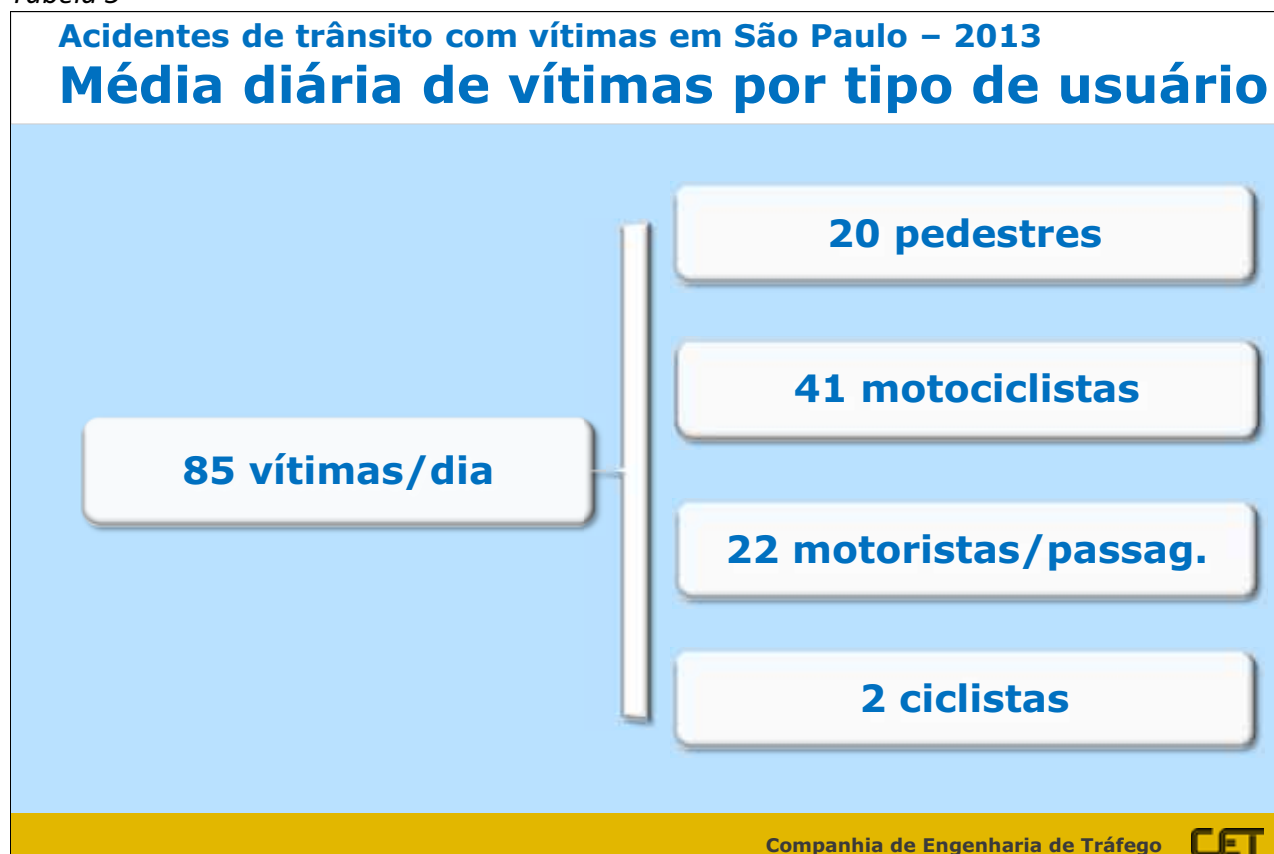 Acidentes de trânsito com vítimas em São Paulo – 2013
Média diária de vítimas por tipo de usuário
20 pedestres
41 motociclistas
85 vítimas/dia
22 motoristas/passag.
2 ciclistas
Companhia de Engenharia de Tráfego
CET